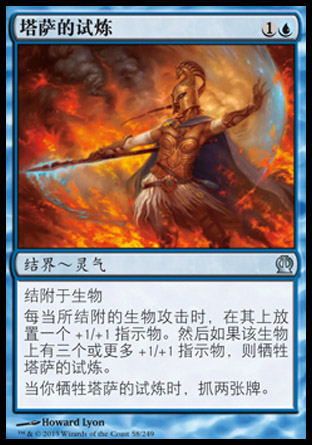 塔萨的试炼 1
结界～灵气
结附于生物
每当所结附的生物攻击时，在其上放
置一个 +1/+1 指示物。然后如果该生物
上有三个或更多 +1/+1 指示物，则牺牲
塔萨的试炼。
当你牺牲塔萨的试炼时，抓两张牌。
Howard Lyon
™ & © 2013 Wizards of the Coast 58/249